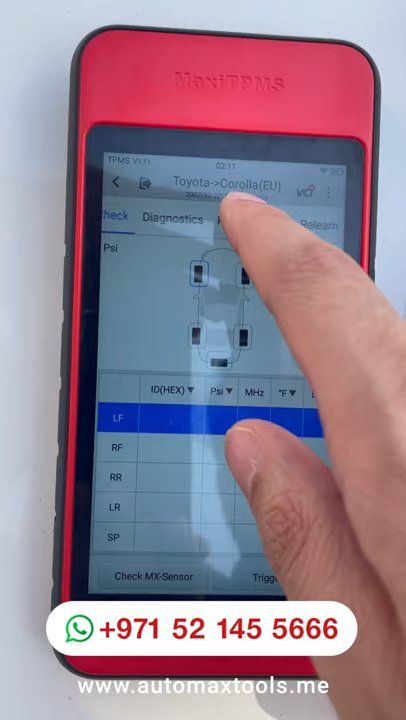 MaxiTPMS
TPMS V1.11
02:11
Toyota->Corolla(EU)
VCI
Check
Diagnostics
Relearn
Psi
ID(HEX) ▼
Psi ▼
MHz
°F ▼
LF
RF
RR
LR
SP
Check MX-Sensor
+971 52 145 5666
www.automaxtools.me